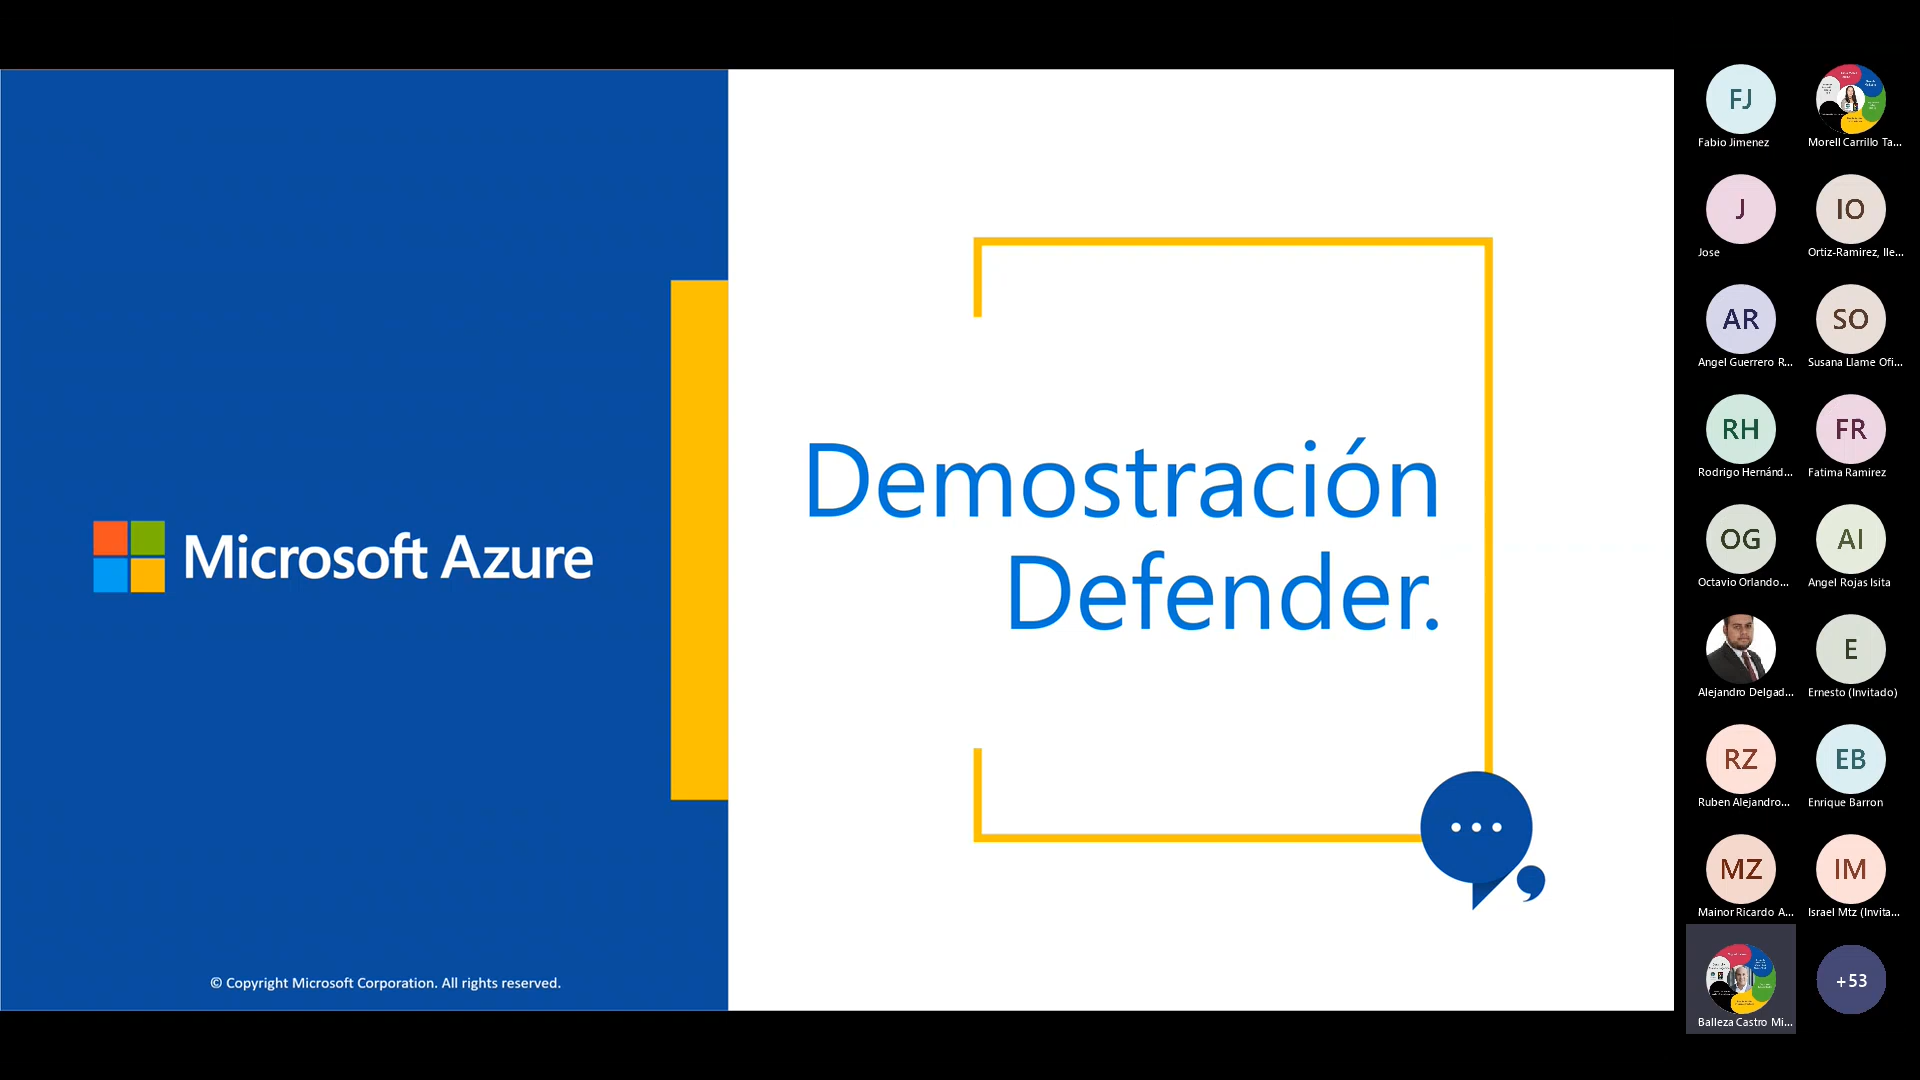 Microsoft Azure
© Copyright Microsoft Corporation. All rights reserved.
Demostración
Defender.
FJ
Fabio Jimenez
Morell Carrillo Ta...
J
Jose
IO
Ortiz-Ramirez, Ile...
AR
Angel Guerrero R...
SO
Susana Llame Ofi...
RH
Rodrigo Hernánd...
FR
Fatima Ramirez
OG
Octavio Orlando...
AI
Angel Rojas Isita
Alejandro Delgad...
E
Ernesto (Invitado)
RZ
Ruben Alejandro...
EB
Enrique Barron
MZ
Mainor Ricardo A...
IM
Israel Mtz (Invita...
Balleza Castro Mi...
+53